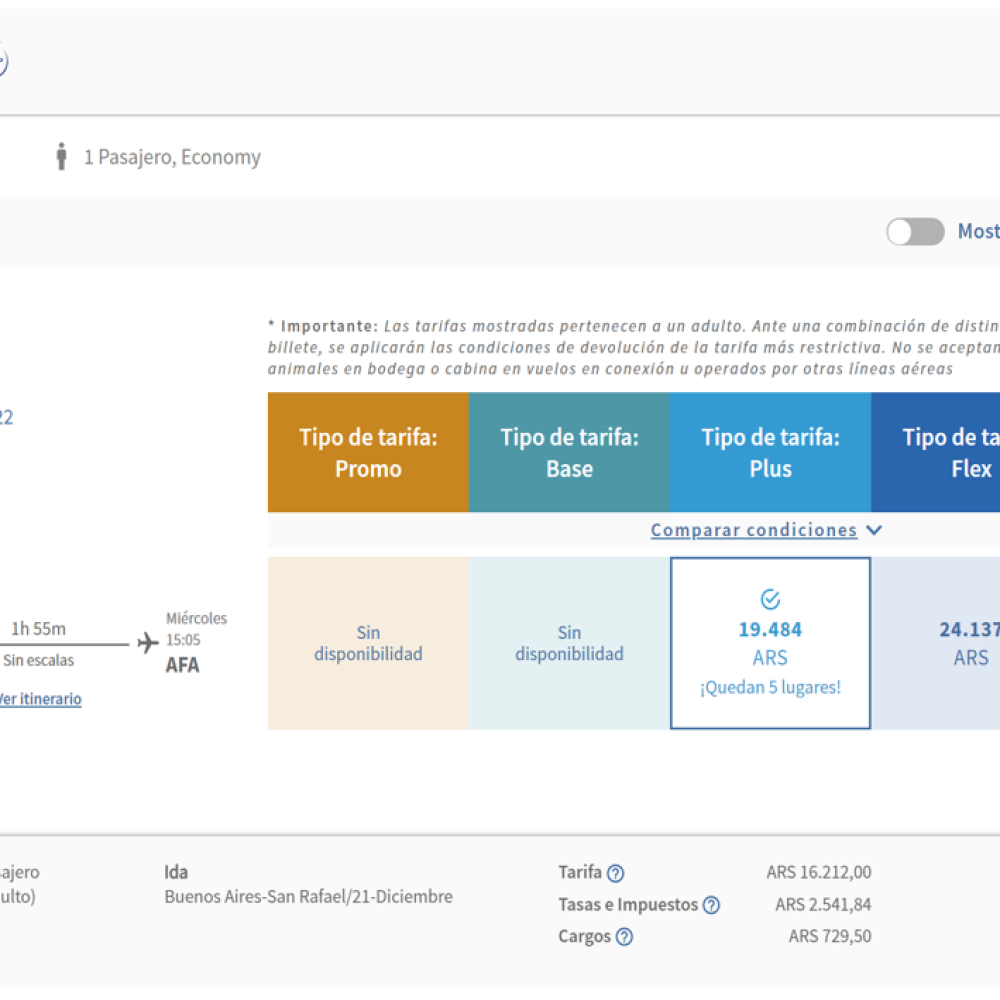 1 Pasajero, Economy
Most
* Importante: Las tarifas mostradas pertenecen a un adulto. Ante una combinación de distin
billete, se aplicarán las condiciones de devolución de la tarifa más restrictiva. No se aceptan
animales en bodega o cabina en vuelos en conexión u operados por otras líneas aéreas
22
Tipo de tarifa:
Promo
Tipo de tarifa:
Base
Tipo de tarifa:
Plus
Tipo de ta
Flex
Comparar condiciones
1h 55m
Sin escalas
Ver itinerario
Miércoles
15:05
AFA
Sin
disponibilidad
Sin
disponibilidad
19.484
ARS
¡Quedan 5 lugares!
24.137
ARS
sajero
ulto)
Ida
Buenos Aires-San Rafael/21-Diciembre
Tarifa ? ARS 16.212,00
Tasas e Impuestos ? ARS 2.541,84
Cargos ? ARS 729,50